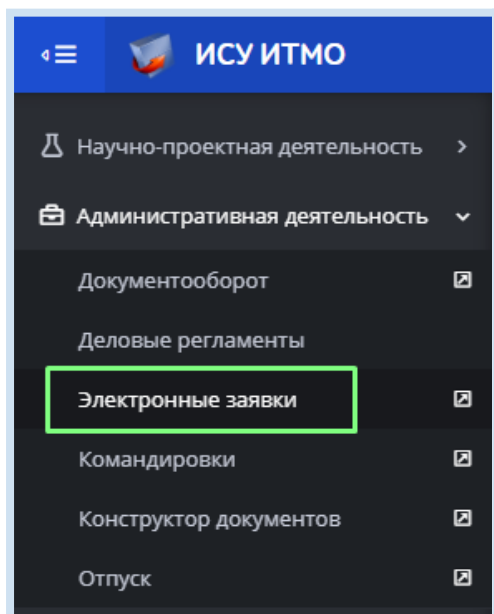 ИСУ ИТМО
Научно-проектная деятельность
Административная деятельность
Документооборот
Деловые регламенты
Электронные заявки
Командировки
Конструктор документов
Отпуск